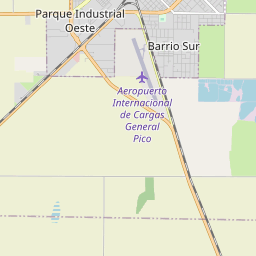 Parque Industrial
Oeste
Barrio Sur
Aeropuerto
Internacional
de Cargas
General
Pico